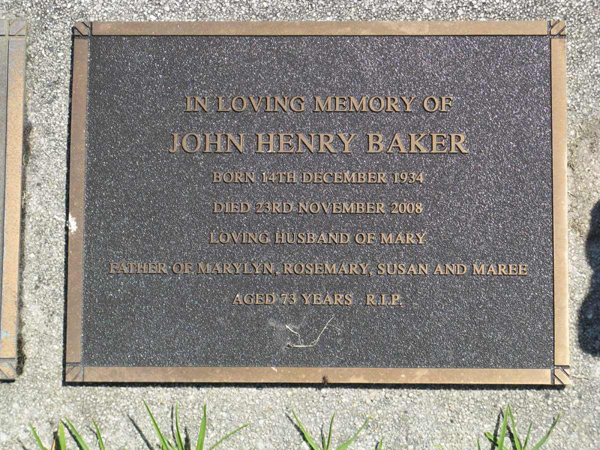 IN LOVING MEMORY OF
JOHN HENRY BAKER
BORN 14TH DECEMBER 1934
DIED 23RD NOVEMBER 2008
LOVING HUSBAND OF MARY
FATHER OF MARYLYN, ROSEMARY, SUSAN AND MAREE
AGED 73 YEARS R.I.P.